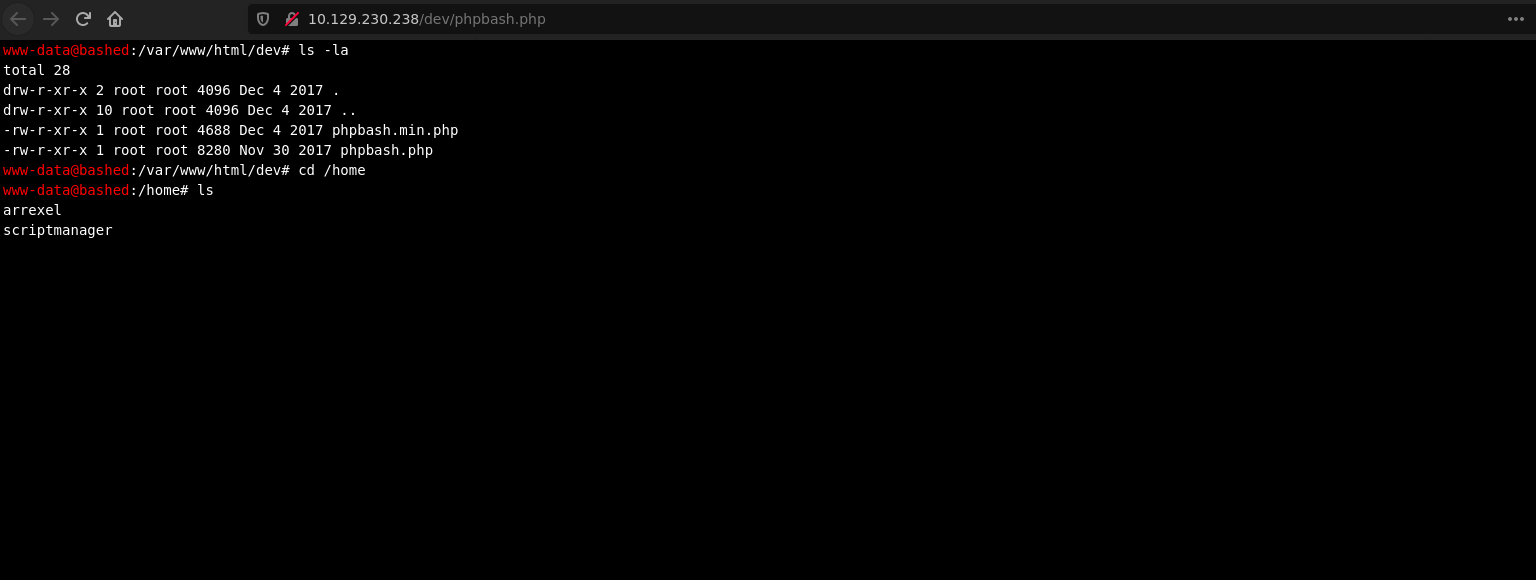 10.129.230.238/dev/phpbash.php
www-data@bashed:/var/www/html/dev# ls -la
total 28
drw-r-xr-x 2 root root 4096 Dec 4 2017 .
drw-r-xr-x 10 root root 4096 Dec 4 2017 ..
-rw-r-xr-x 1 root root 4688 Dec 4 2017 phpbash.min.php
-rw-r-xr-x 1 root root 8280 Nov 30 2017 phpbash.php
www-data@bashed:/var/www/html/dev# cd /home
www-data@bashed:/home# ls
arrexel
scriptmanager